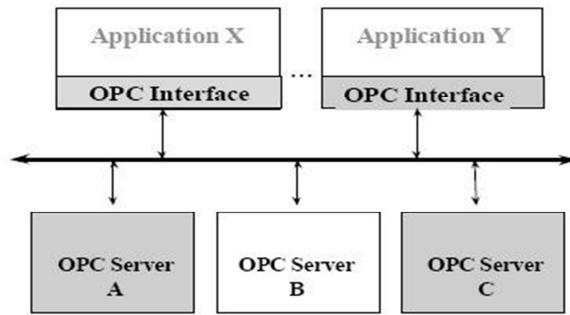 Application X
Application Y
OPC Interface
...
OPC Interface
OPC Server
A
OPC Server
B
OPC Server
C